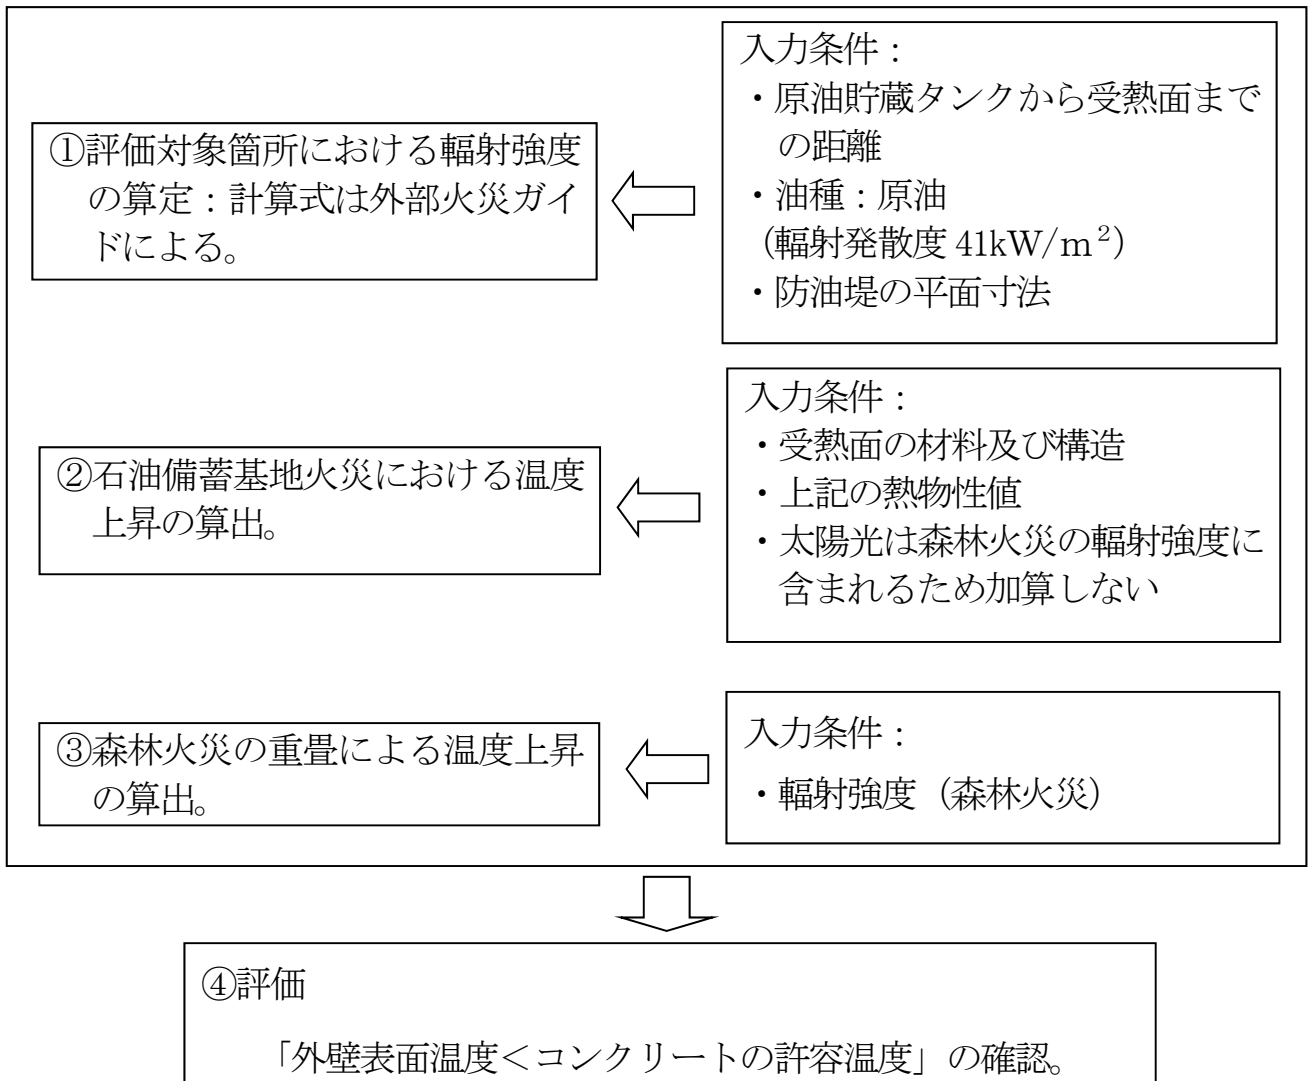 ①評価対象箇所における輻射強度
の算定：計算式は外部火災ガイ
ドによる。
入力条件：
・原油貯蔵タンクから受熱面まで
の距離
・油種：原油
（輻射発散度 41kW/m²）
・防油堤の平面寸法
②石油備蓄基地火災における温度
上昇の算出。
入力条件：
・受熱面の材料及び構造
・上記の熱物性値
・太陽光は森林火災の輻射強度に
含まれるため加算しない
③森林火災の重畳による温度上昇
の算出。
入力条件：
・輻射強度（森林火災）
④評価
「外壁表面温度＜コンクリートの許容温度」の確認。